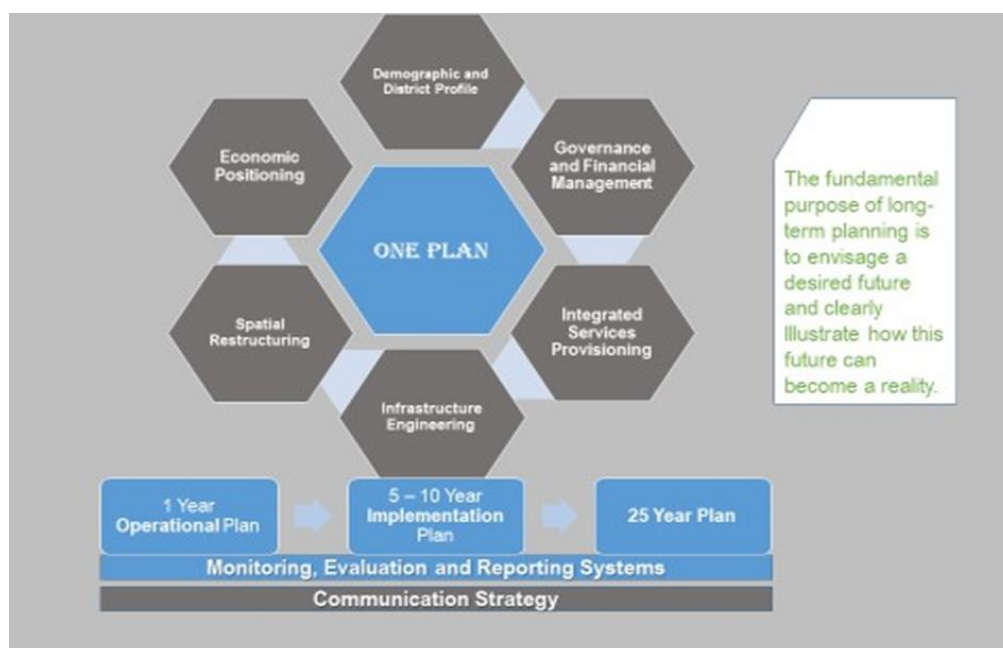 Demographic and
District Profile
Economic
Positioning
Governance
and Financial
Management
ONE PLAN
Spatial
Restructuring
Integrated
Services
Provisioning
Infrastructure
Engineering
The fundamental
purpose of long-
term planning is
to envisage a
desired future
and clearly
Illustrate how this
future can
become a reality.
1 Year
Operational Plan
5 – 10 Year
Implementation
Plan
25 Year Plan
Monitoring, Evaluation and Reporting Systems
Communication Strategy